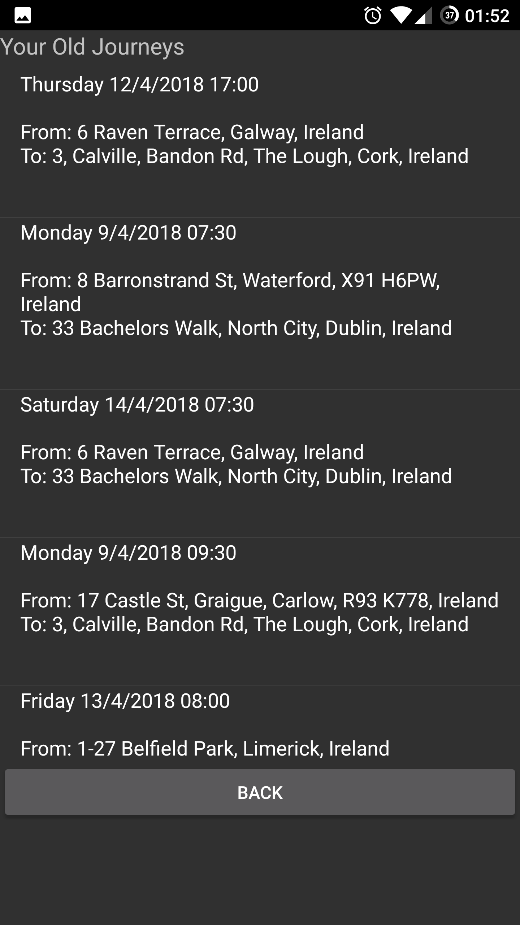 37 01:52
Your Old Journeys
Thursday 12/4/2018 17:00
From: 6 Raven Terrace, Galway, Ireland
To: 3, Calville, Bandon Rd, The Lough, Cork, Ireland
Monday 9/4/2018 07:30
From: 8 Barronstrand St, Waterford, X91 H6PW,
Ireland
To: 33 Bachelors Walk, North City, Dublin, Ireland
Saturday 14/4/2018 07:30
From: 6 Raven Terrace, Galway, Ireland
To: 33 Bachelors Walk, North City, Dublin, Ireland
Monday 9/4/2018 09:30
From: 17 Castle St, Graigue, Carlow, R93 K778, Ireland
To: 3, Calville, Bandon Rd, The Lough, Cork, Ireland
Friday 13/4/2018 08:00
From: 1-27 Belfield Park, Limerick, Ireland
BACK